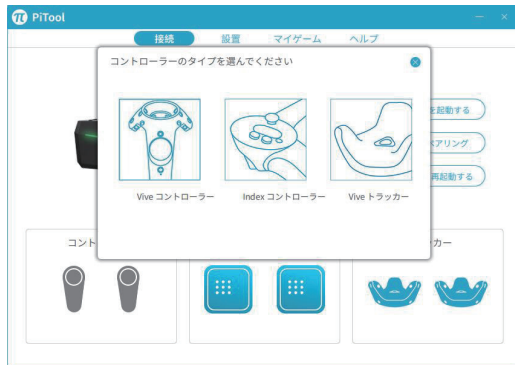 PiTool
接続 設置 マイゲーム ヘルプ
コントローラーのタイプを選んでください
Vive コントローラー Index コントローラー Vive トラッカー
を起動する
ペアリング
再起動する
コント
カー